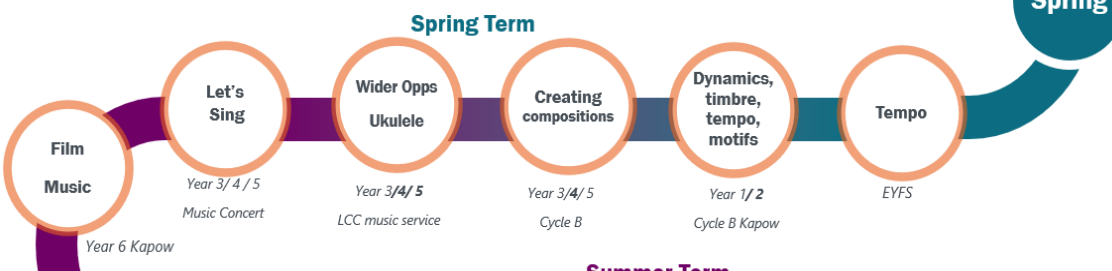 Spring
Spring Term
Film
Music
Year 6 Kapow
Let's
Sing
Year 3/ 4 / 5
Music Concert
Wider Opps
Ukulele
Year 3/4/ 5
LCC music service
Creating
compositions
Year 3/4/ 5
Cycle B
Dynamics,
timbre,
tempo,
motifs
Year 1/ 2
Cycle B Kapow
Tempo
EYFS
Summer Term